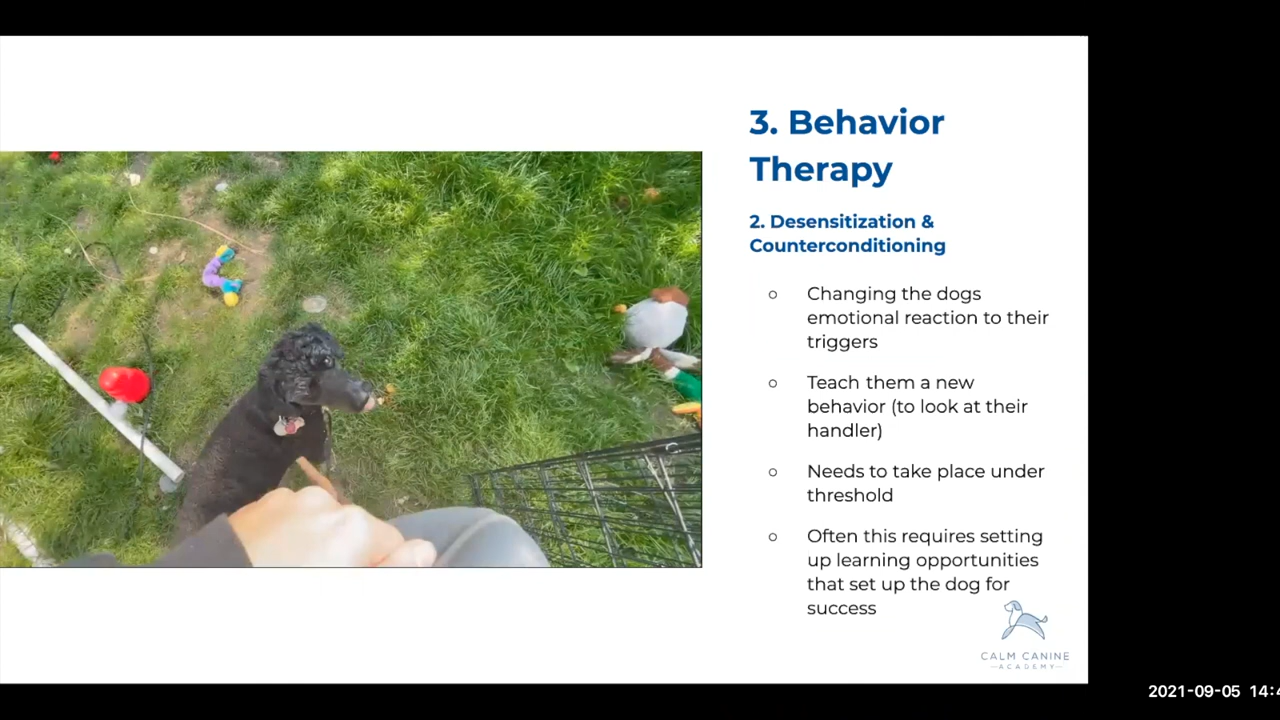 3. Behavior
Therapy
2. Desensitization &
Counterconditioning
○ Changing the dogs
emotional reaction to their
triggers
○ Teach them a new
behavior (to look at their
handler)
○ Needs to take place under
threshold
○ Often this requires setting
up learning opportunities
that set up the dog for
success
CALM CANINE
ACADEMY
2021-09-05 14:4